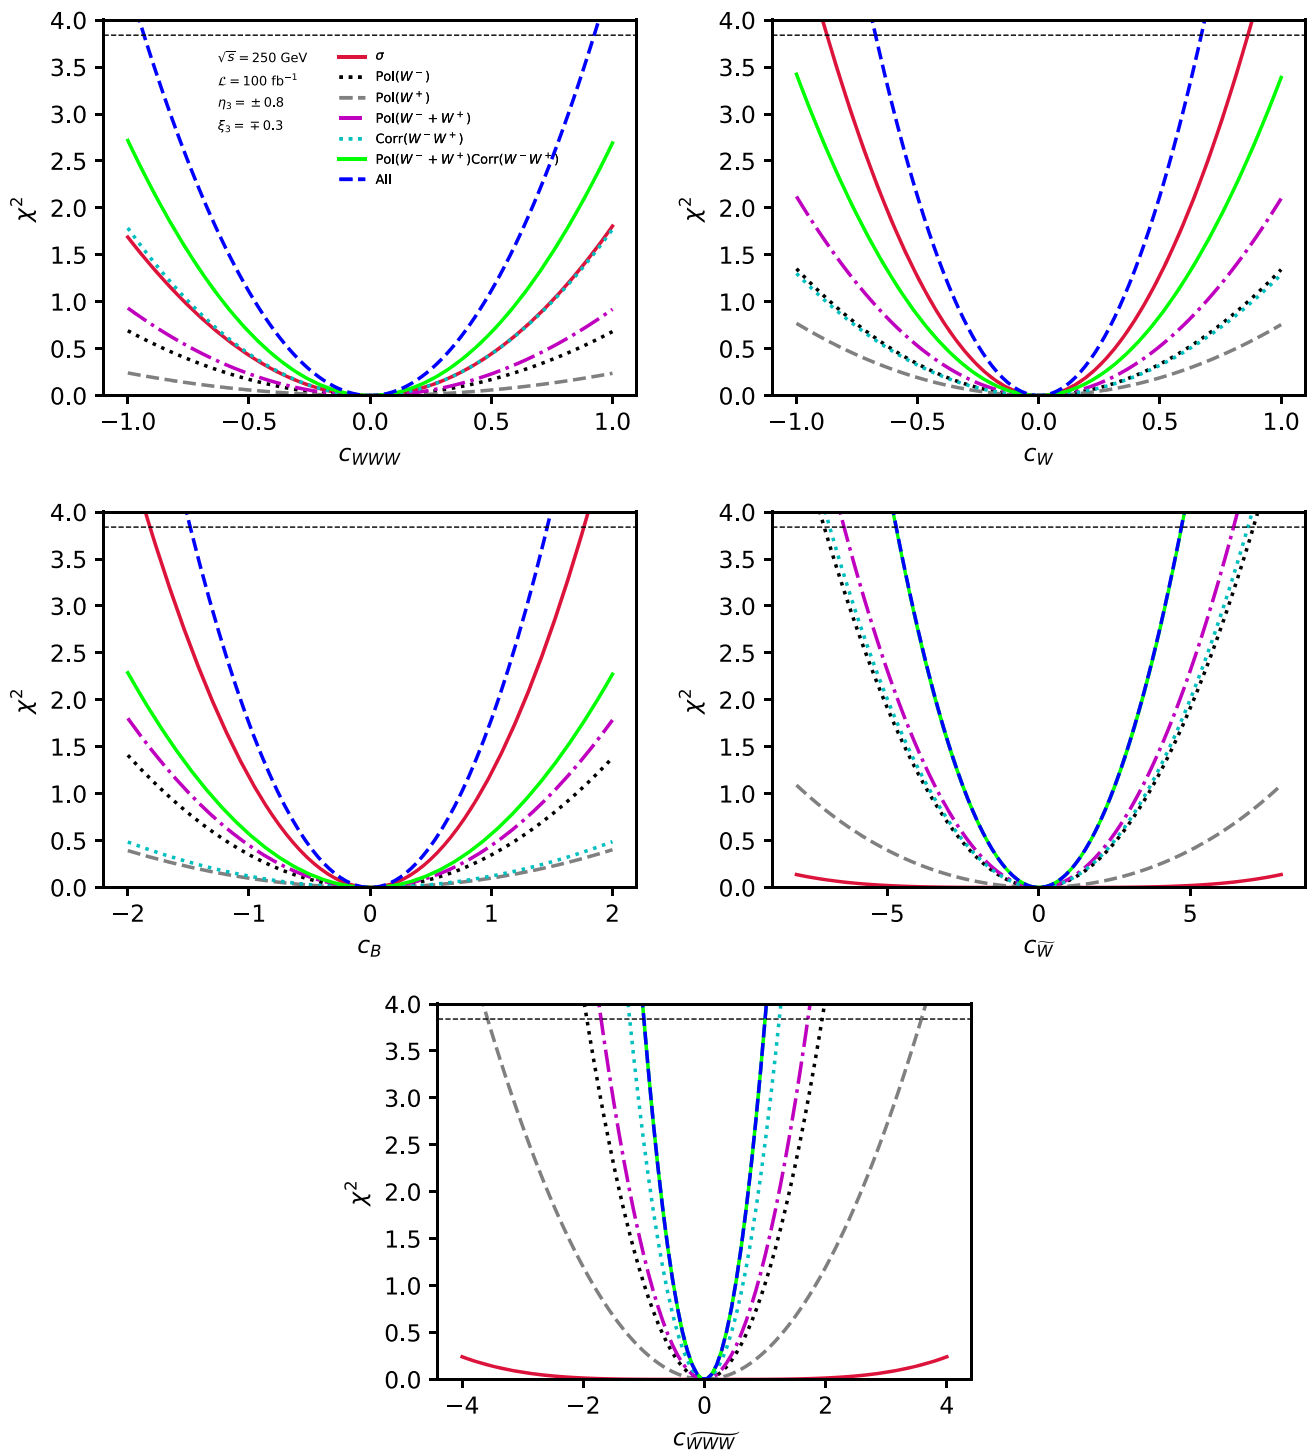 4.0
3.5
3.0
2.5
2.0
1.5
1.0
0.5
0.0
χ²
√s = 250 GeV
ℒ = 100 fb⁻¹
η₃ = ±0.8
ξ₃ = ∓0.3
σ
Pol(W⁻)
Pol(W⁺)
Pol(W⁻ + W⁺)
Corr(W⁻W⁺)
Pol(W⁻ + W⁺)Corr(W⁻W⁺)
All
−1.0 −0.5 0.0 0.5 1.0
c_WWW
4.0
3.5
3.0
2.5
2.0
1.5
1.0
0.5
0.0
χ²
−1.0 −0.5 0.0 0.5 1.0
c_W
4.0
3.5
3.0
2.5
2.0
1.5
1.0
0.5
0.0
χ²
−2 −1 0 1 2
c_B
4.0
3.5
3.0
2.5
2.0
1.5
1.0
0.5
0.0
χ²
−5 0 5
c_W̃
4.0
3.5
3.0
2.5
2.0
1.5
1.0
0.5
0.0
χ²
−4 −2 0 2 4
c_\widetilde{WWW}